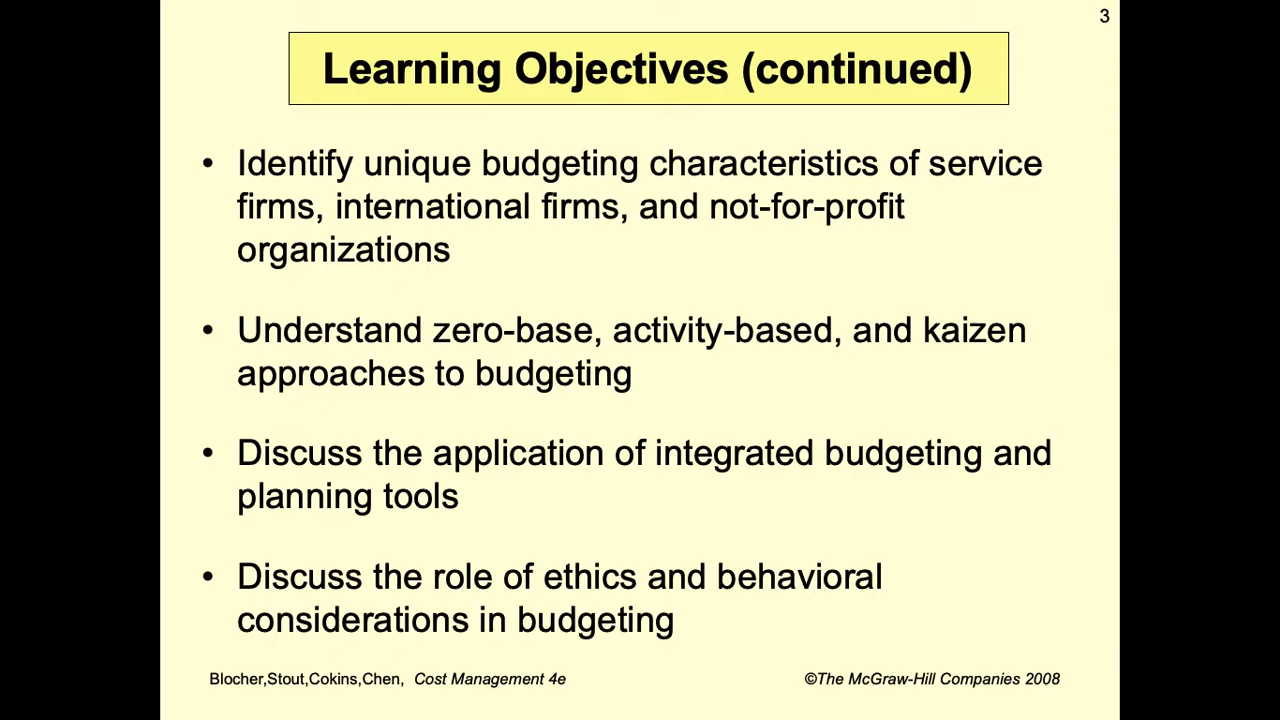 3
Learning Objectives (continued)
• Identify unique budgeting characteristics of service
firms, international firms, and not-for-profit
organizations
• Understand zero-base, activity-based, and kaizen
approaches to budgeting
• Discuss the application of integrated budgeting and
planning tools
• Discuss the role of ethics and behavioral
considerations in budgeting
Blocher,Stout,Cokins,Chen, Cost Management 4e ©The McGraw-Hill Companies 2008